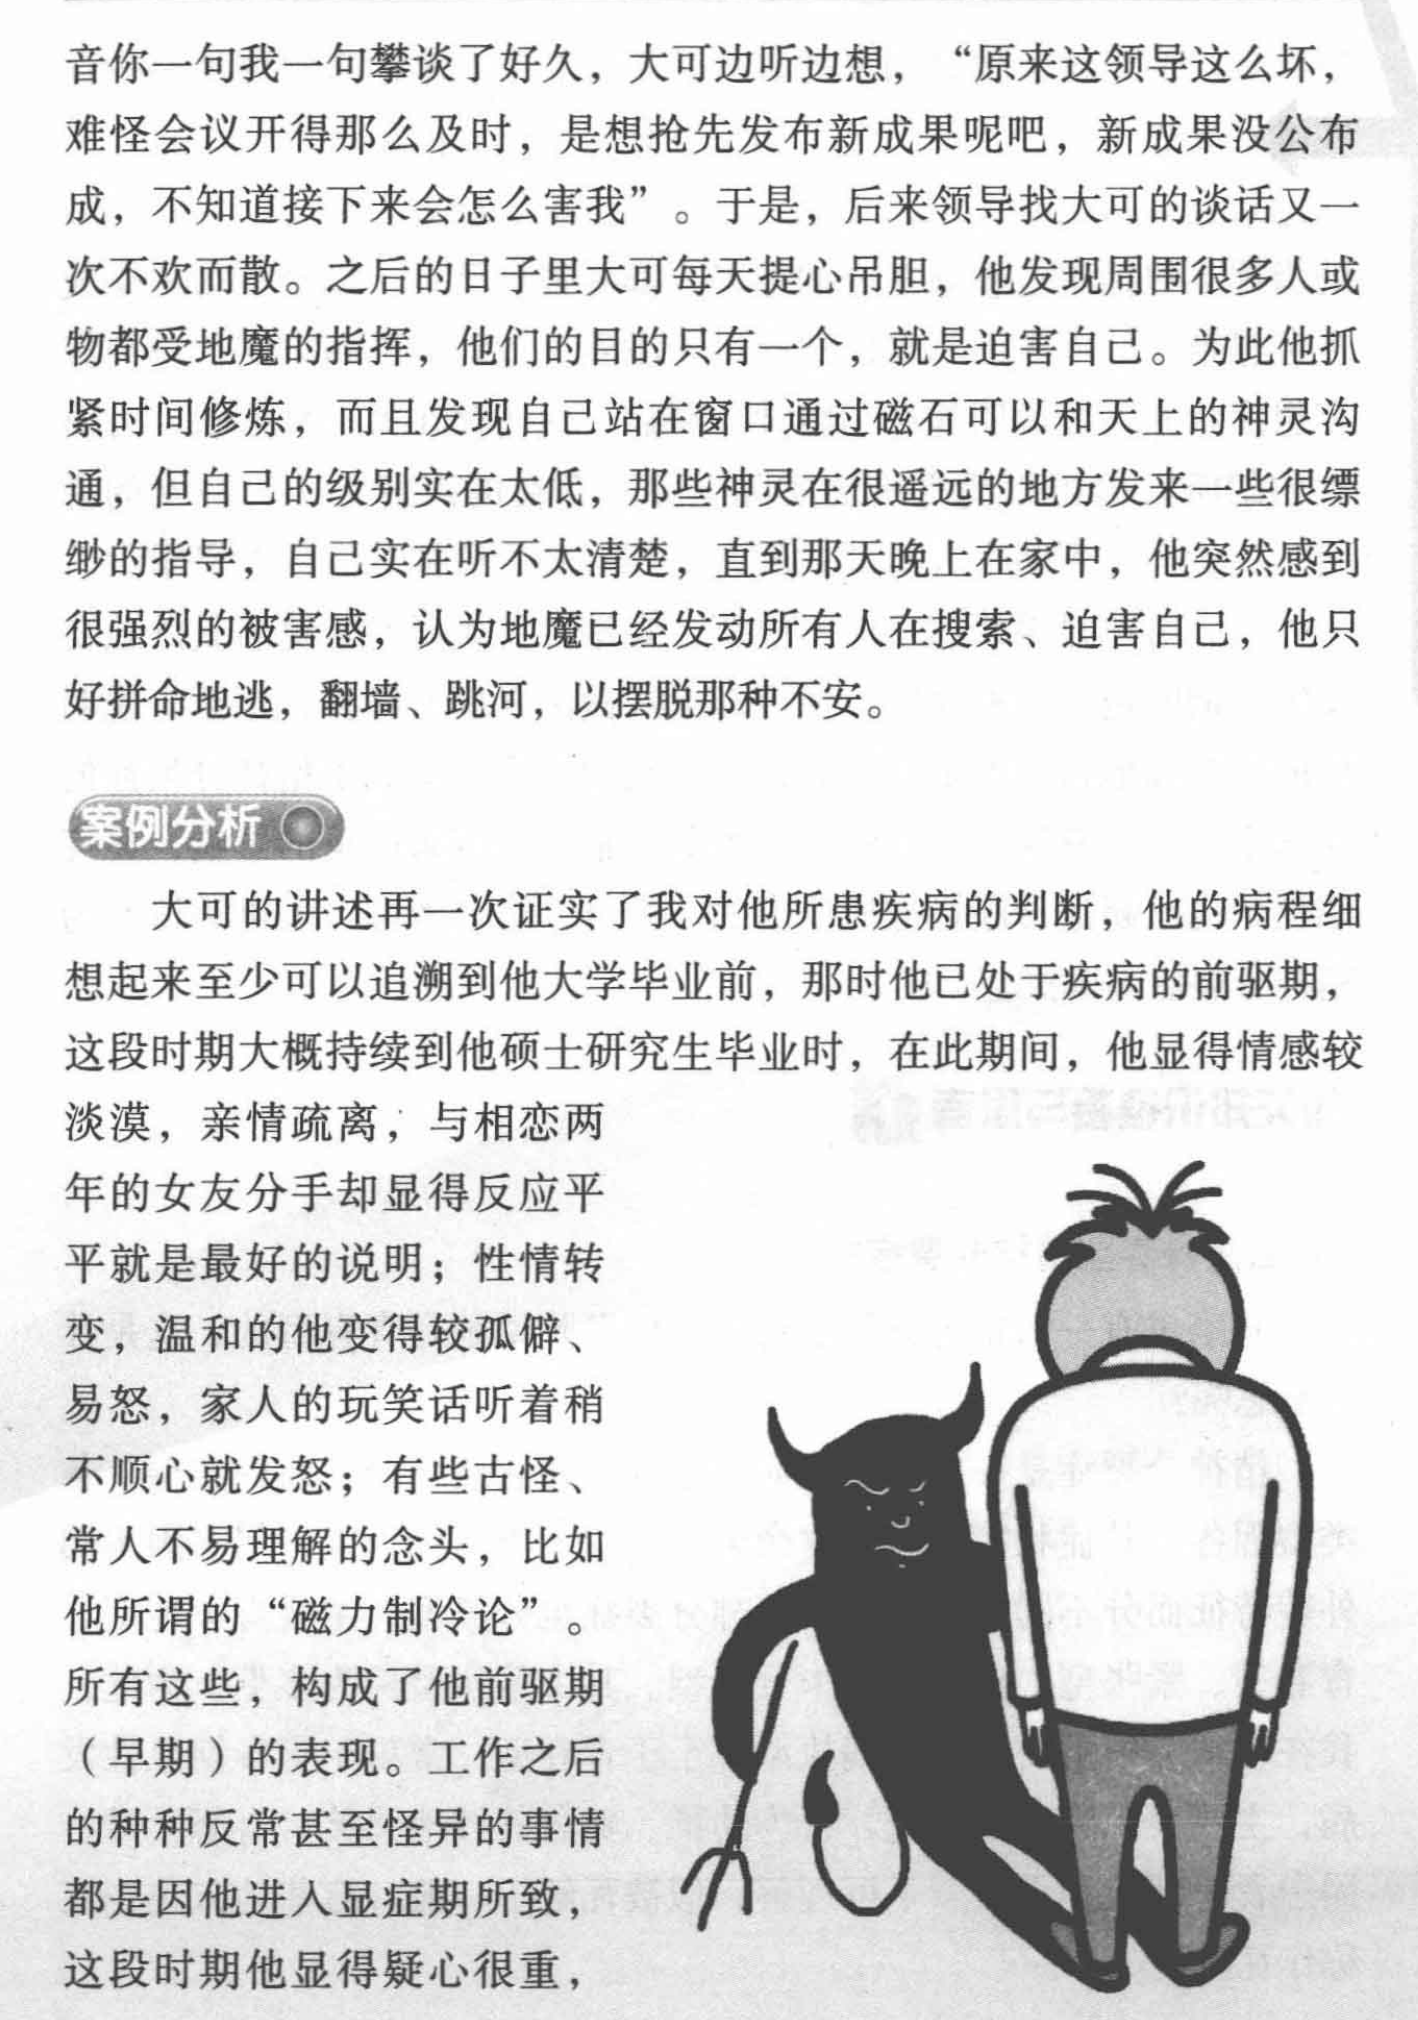 音你一句我一句攀谈了好久，大可边听边想，“原来这领导这么坏，
难怪会议开得那么及时，是想抢先发布新成果呢吧，新成果没公布
成，不知道接下来会怎么害我”。于是，后来领导找大可的谈话又一
次不欢而散。之后的日子里大可每天提心吊胆，他发现周围很多人或
物都受地魔的指挥，他们的目的只有一个，就是迫害自己。为此他抓
紧时间修炼，而且发现自己站在窗口通过磁石可以和天上的神灵沟
通，但自己的级别实在太低，那些神灵在很遥远的地方发来一些很缥
缈的指导，自己实在听不太清楚，直到那天晚上在家中，他突然感到
很强烈的被害感，认为地魔已经发动所有人在搜索、迫害自己，他只
好拼命地逃，翻墙、跳河，以摆脱那种不安。
案例分析
大可的讲述再一次证实了我对他所患疾病的判断，他的病程细
想起来至少可以追溯到他大学毕业前，那时他已处于疾病的前驱期，
这段时期大概持续到他硕士研究生毕业时，在此期间，他显得情感较
淡漠，亲情疏离，与相恋两
年的女友分手却显得反应平
平就是最好的说明；性情转
变，温和的他变得较孤僻、
易怒，家人的玩笑话听着稍
不顺心就发怒；有些古怪、
常人不易理解的念头，比如
他所谓的“磁力制冷论”。
所有这些，构成了他前驱期
（早期）的表现。工作之后
的种种反常甚至怪异的事情
都是因他进入显症期所致，
这段时期他显得疑心很重，